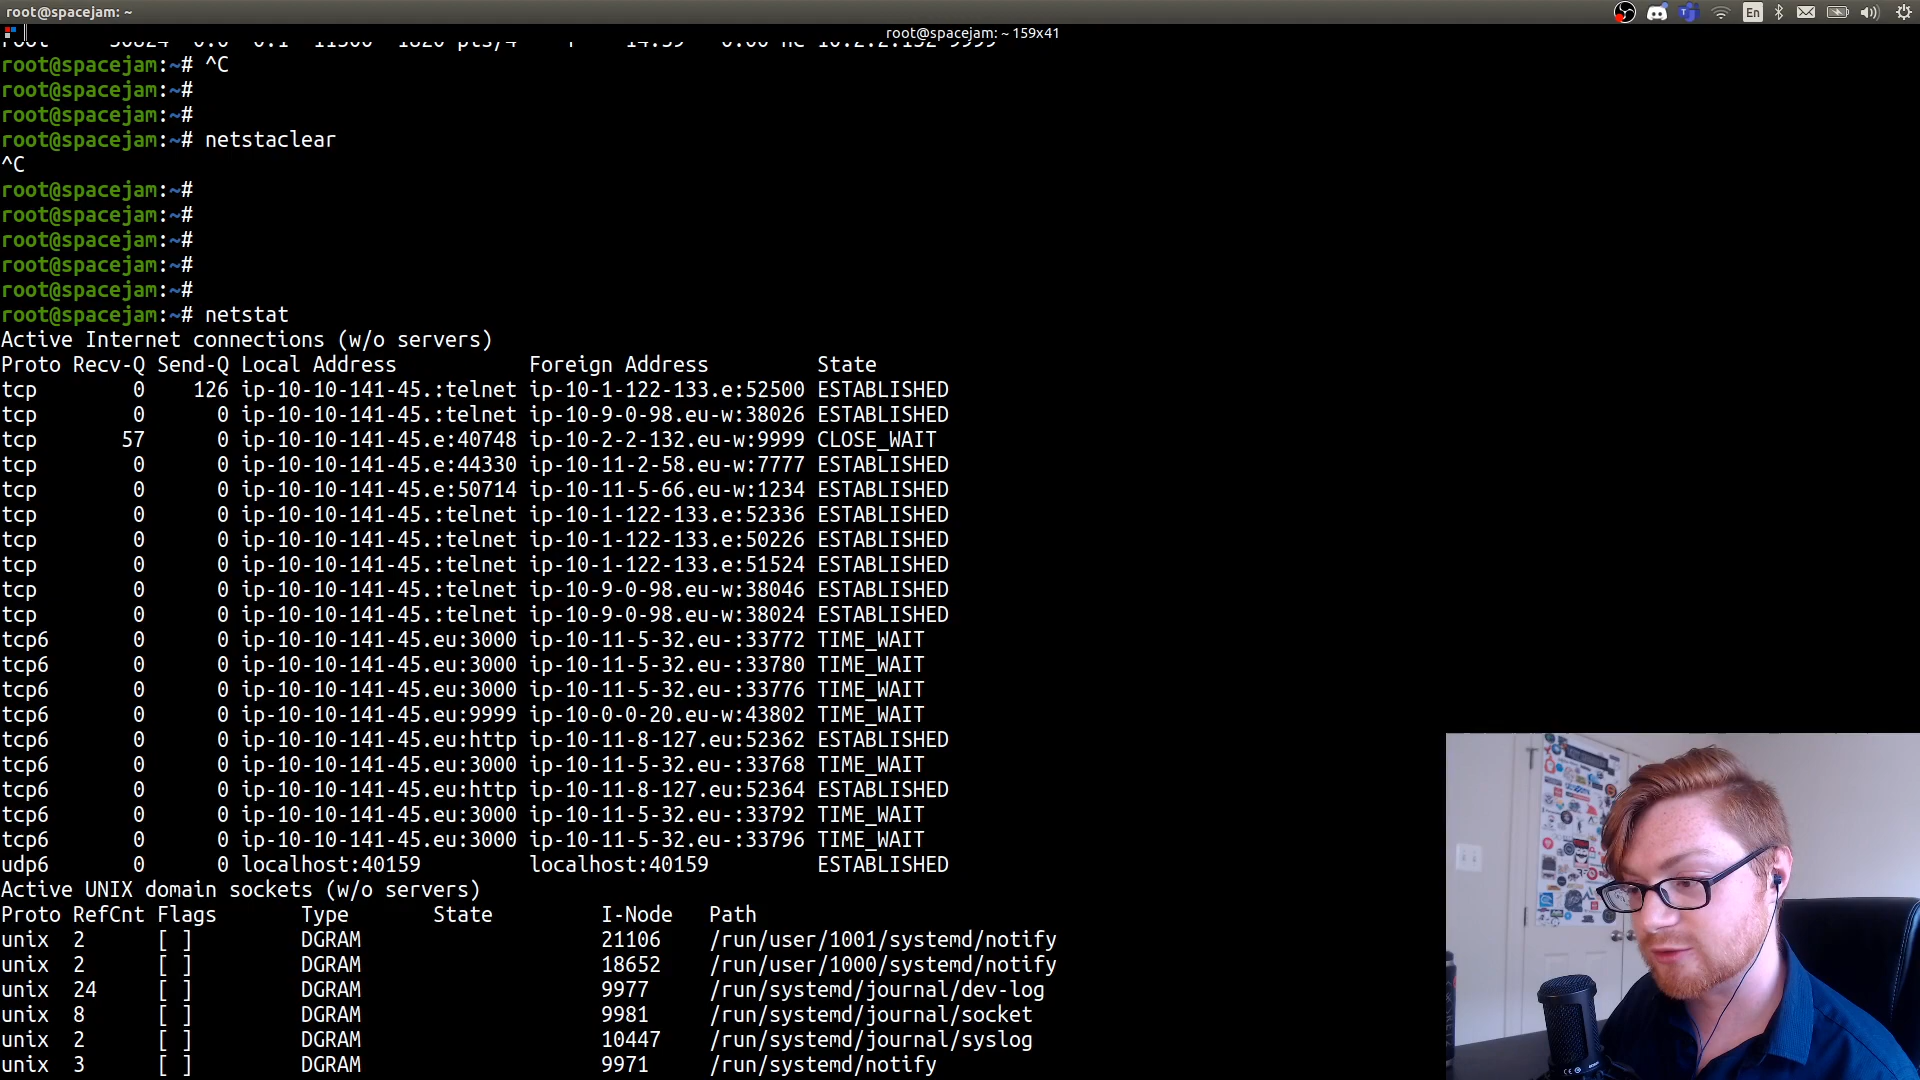 root@spacejam: ~
En
root@spacejam: ~ 159x41
root 30824 0.0 0.1 11300 1820 pts/4 T 14:39 0:00 nc 10.2.2.132 9999
root@spacejam:~# ^C
root@spacejam:~#
root@spacejam:~#
root@spacejam:~# netstaclear
^C
root@spacejam:~#
root@spacejam:~#
root@spacejam:~#
root@spacejam:~#
root@spacejam:~#
root@spacejam:~# netstat
Active Internet connections (w/o servers)
Proto Recv-Q Send-Q Local Address Foreign Address State
tcp 0 126 ip-10-10-141-45.:telnet ip-10-1-122-133.e:52500 ESTABLISHED
tcp 0 0 ip-10-10-141-45.:telnet ip-10-9-0-98.eu-w:38026 ESTABLISHED
tcp 57 0 ip-10-10-141-45.e:40748 ip-10-2-2-132.eu-w:9999 CLOSE_WAIT
tcp 0 0 ip-10-10-141-45.e:44330 ip-10-11-2-58.eu-w:7777 ESTABLISHED
tcp 0 0 ip-10-10-141-45.e:50714 ip-10-11-5-66.eu-w:1234 ESTABLISHED
tcp 0 0 ip-10-10-141-45.:telnet ip-10-1-122-133.e:52336 ESTABLISHED
tcp 0 0 ip-10-10-141-45.:telnet ip-10-1-122-133.e:50226 ESTABLISHED
tcp 0 0 ip-10-10-141-45.:telnet ip-10-1-122-133.e:51524 ESTABLISHED
tcp 0 0 ip-10-10-141-45.:telnet ip-10-9-0-98.eu-w:38046 ESTABLISHED
tcp 0 0 ip-10-10-141-45.:telnet ip-10-9-0-98.eu-w:38024 ESTABLISHED
tcp6 0 0 ip-10-10-141-45.eu:3000 ip-10-11-5-32.eu-:33772 TIME_WAIT
tcp6 0 0 ip-10-10-141-45.eu:3000 ip-10-11-5-32.eu-:33780 TIME_WAIT
tcp6 0 0 ip-10-10-141-45.eu:3000 ip-10-11-5-32.eu-:33776 TIME_WAIT
tcp6 0 0 ip-10-10-141-45.eu:9999 ip-10-0-0-20.eu-w:43802 TIME_WAIT
tcp6 0 0 ip-10-10-141-45.eu:http ip-10-11-8-127.eu:52362 ESTABLISHED
tcp6 0 0 ip-10-10-141-45.eu:3000 ip-10-11-5-32.eu-:33768 TIME_WAIT
tcp6 0 0 ip-10-10-141-45.eu:http ip-10-11-8-127.eu:52364 ESTABLISHED
tcp6 0 0 ip-10-10-141-45.eu:3000 ip-10-11-5-32.eu-:33792 TIME_WAIT
tcp6 0 0 ip-10-10-141-45.eu:3000 ip-10-11-5-32.eu-:33796 TIME_WAIT
udp6 0 0 localhost:40159 localhost:40159 ESTABLISHED
Active UNIX domain sockets (w/o servers)
Proto RefCnt Flags Type State I-Node Path
unix 2 [ ] DGRAM 21106 /run/user/1001/systemd/notify
unix 2 [ ] DGRAM 18652 /run/user/1000/systemd/notify
unix 24 [ ] DGRAM 9977 /run/systemd/journal/dev-log
unix 8 [ ] DGRAM 9981 /run/systemd/journal/socket
unix 2 [ ] DGRAM 10447 /run/systemd/journal/syslog
unix 3 [ ] DGRAM 9971 /run/systemd/notify